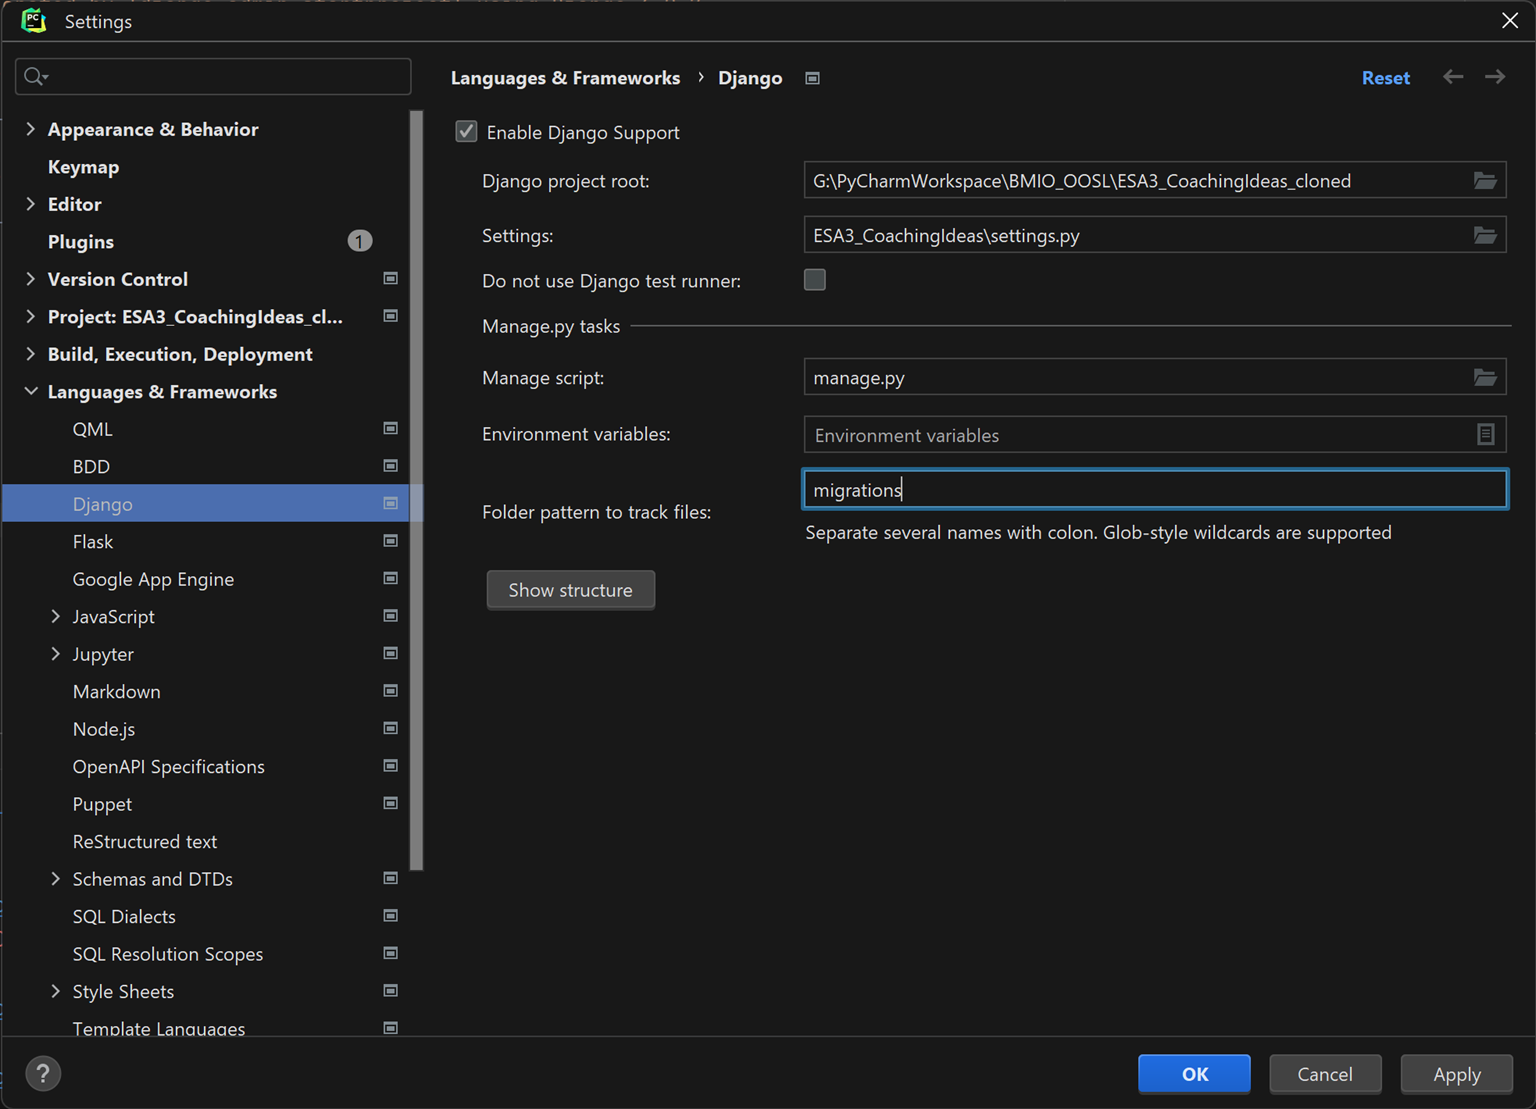 PC
Settings
Languages & Frameworks › Django
Reset
Appearance & Behavior
Keymap
Editor
Plugins
1
Version Control
Project: ESA3_CoachingIdeas_cl...
Build, Execution, Deployment
Languages & Frameworks
QML
BDD
Django
Flask
Google App Engine
JavaScript
Jupyter
Markdown
Node.js
OpenAPI Specifications
Puppet
ReStructured text
Schemas and DTDs
SQL Dialects
SQL Resolution Scopes
Style Sheets
Template Languages
Enable Django Support
Django project root: G:\PyCharmWorkspace\BMIO_OOSL\ESA3_CoachingIdeas_cloned
Settings: ESA3_CoachingIdeas\settings.py
Do not use Django test runner:
Manage.py tasks
Manage script: manage.py
Environment variables: Environment variables
Folder pattern to track files: migrations
Separate several names with colon. Glob-style wildcards are supported
Show structure
?
OK
Cancel
Apply